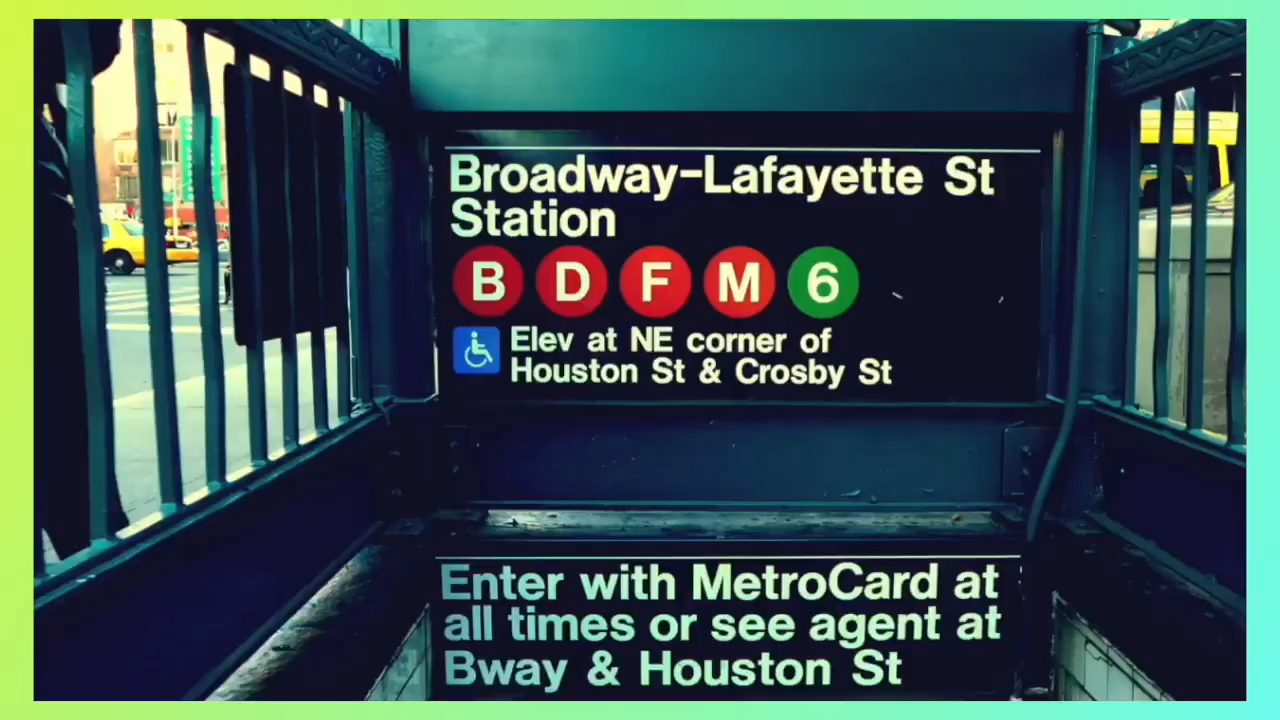 Broadway-Lafayette St
Station
B D F M 6
Elev at NE corner of
Houston St & Crosby St
Enter with MetroCard at
all times or see agent at
Bway & Houston St